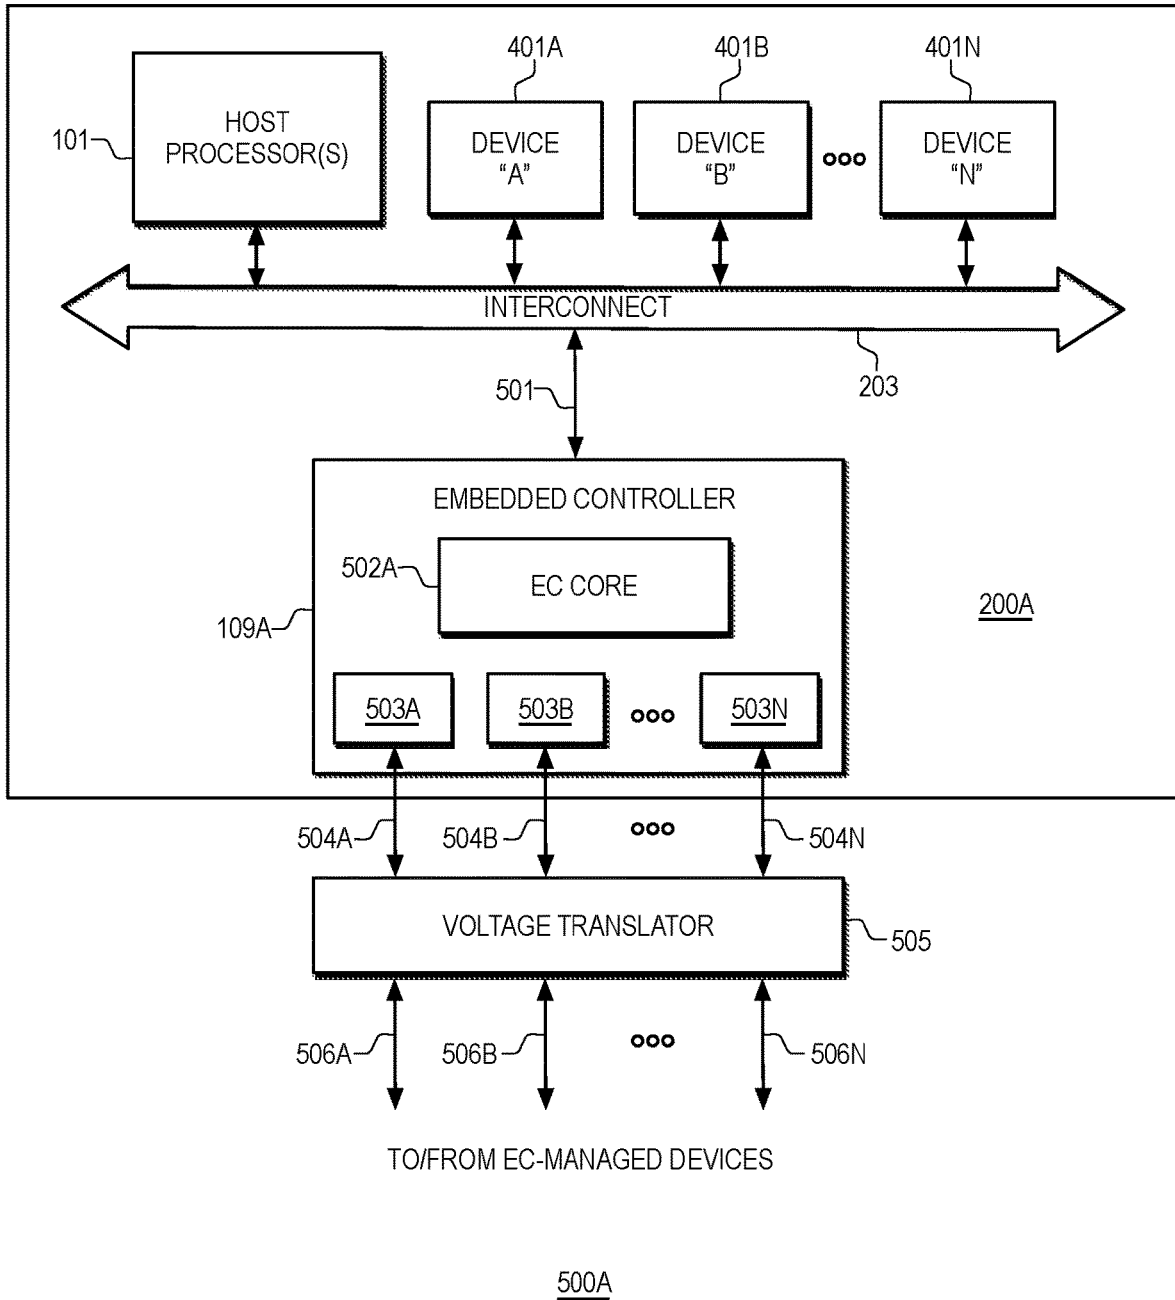 401A
401B
401N
101
HOST
PROCESSOR(S)
DEVICE
“A”
DEVICE
“B”
DEVICE
“N”
INTERCONNECT
501
203
EMBEDDED CONTROLLER
502A
EC CORE
109A
200A
503A
503B
503N
504A
504B
504N
VOLTAGE TRANSLATOR
505
506A
506B
506N
TO/FROM EC-MANAGED DEVICES
500A